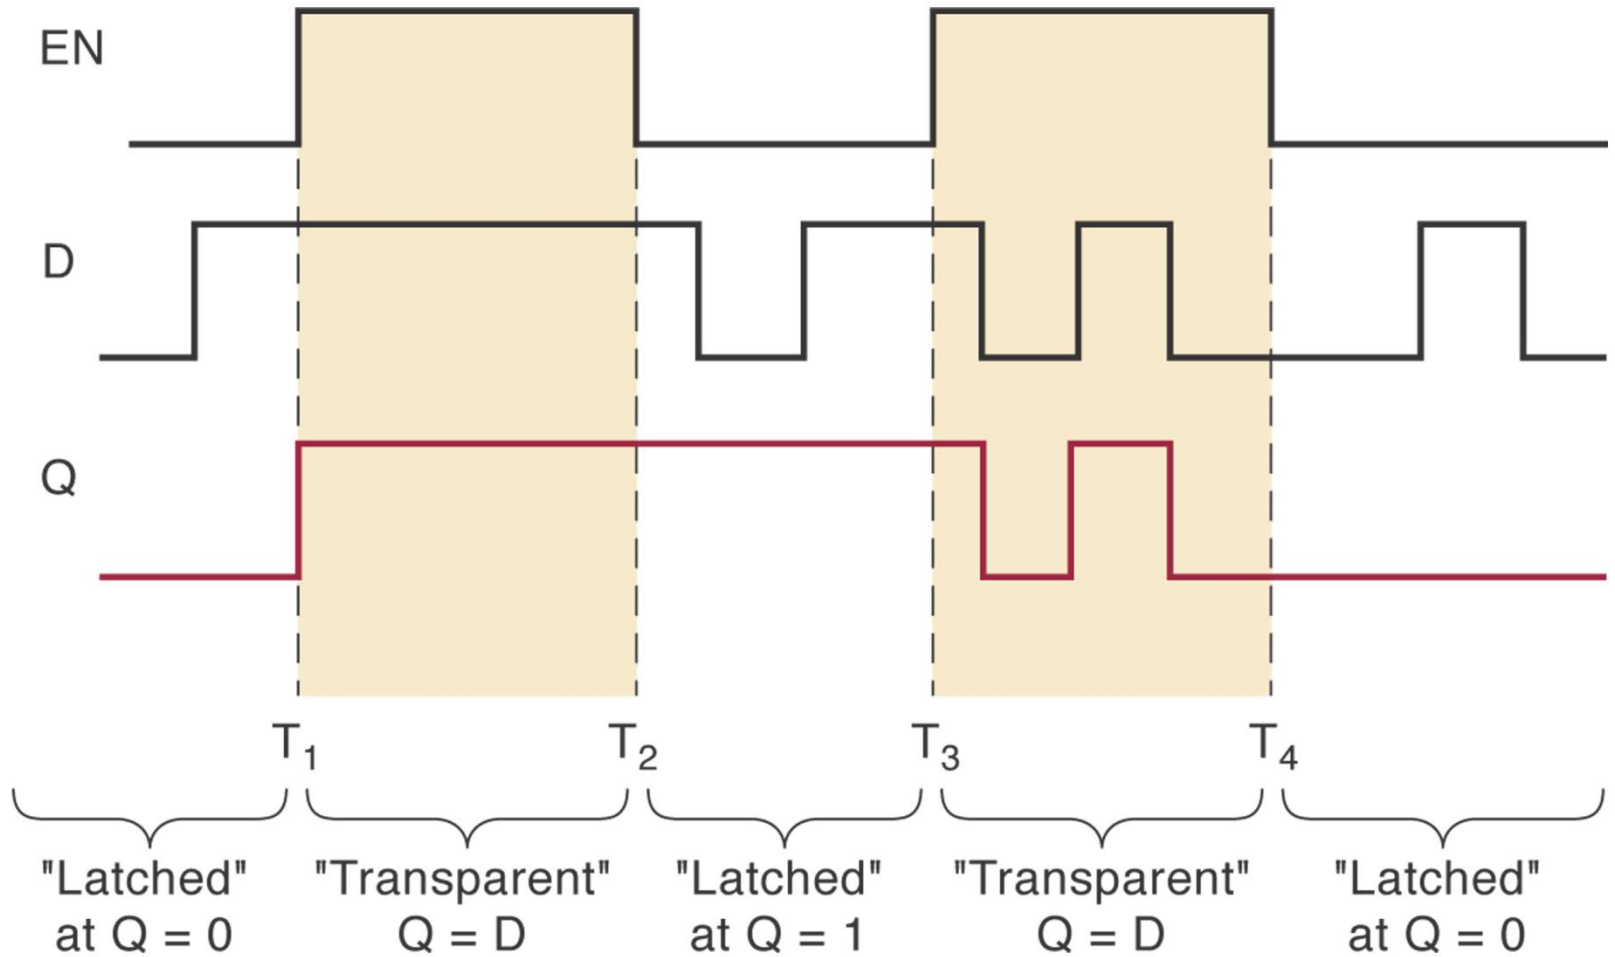 EN
D
Q
T1 T2 T3 T4
"Latched" "Transparent" "Latched" "Transparent" "Latched"
at Q = 0 Q = D at Q = 1 Q = D at Q = 0